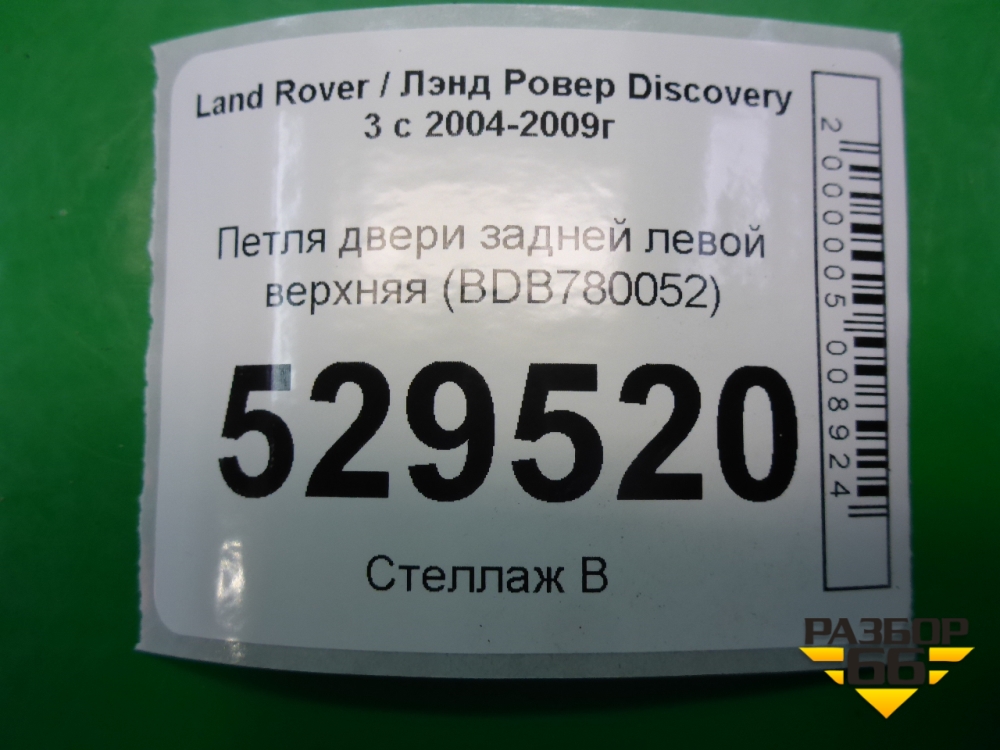 Land Rover / Лэнд Ровер Discovery
3 с 2004-2009г
Петля двери задней левой
верхняя (BDB780052)
529520
Стеллаж В
2000005008924
РАЗБОР
66